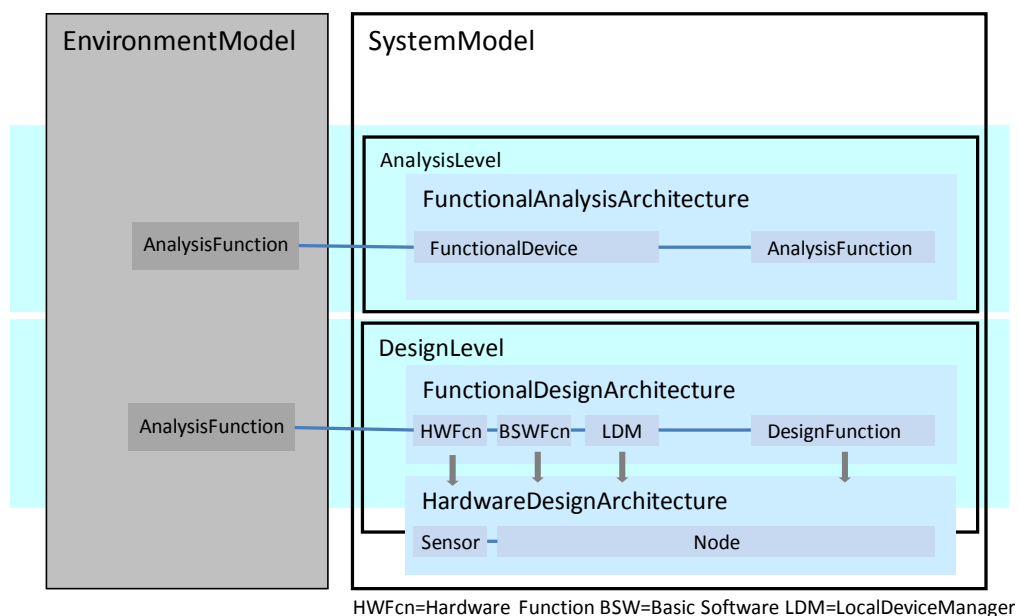 EnvironmentModel
SystemModel
AnalysisLevel
FunctionalAnalysisArchitecture
AnalysisFunction
FunctionalDevice
AnalysisFunction
DesignLevel
FunctionalDesignArchitecture
AnalysisFunction
HWFcn
BSWFcn
LDM
DesignFunction
HardwareDesignArchitecture
Sensor
Node
HWFcn=Hardware Function BSW=Basic Software LDM=LocalDeviceManager